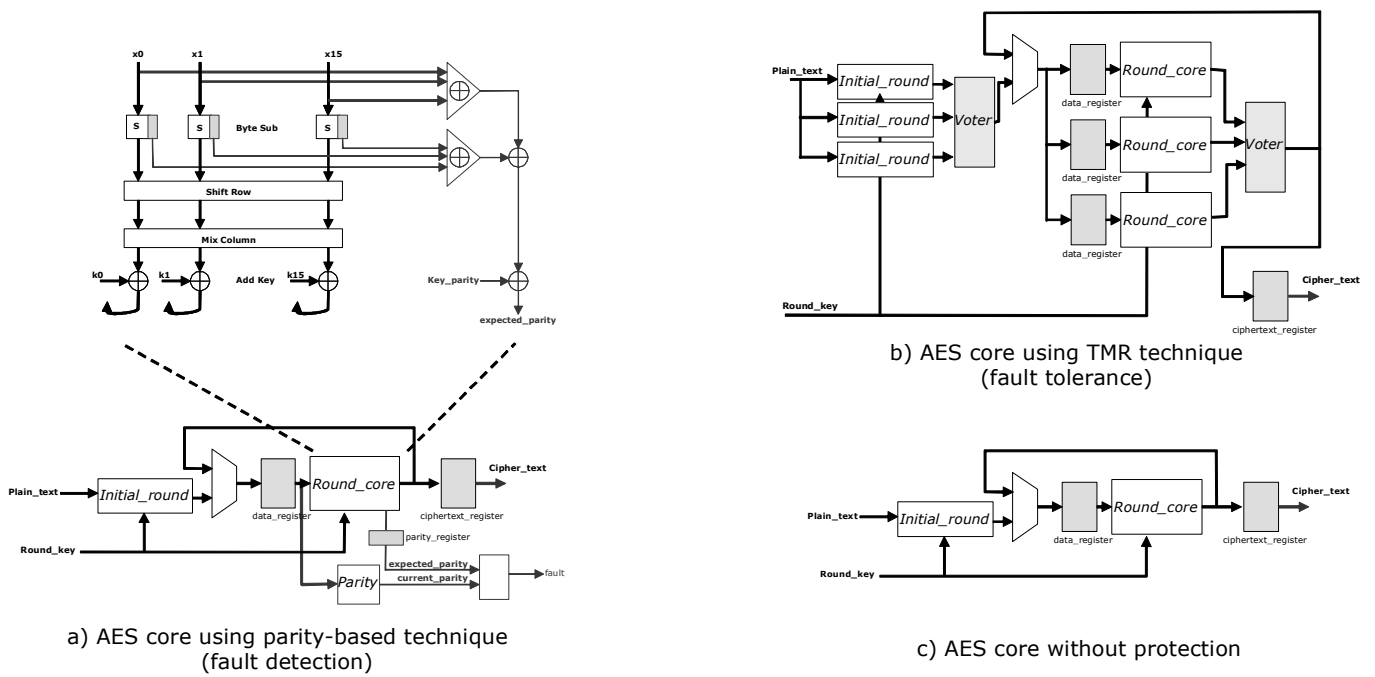 x0 x1 x15
S S Byte Sub S
Shift Row
Mix Column
k0 k1 Add Key k15 Key_parity
expected_parity
Plain_text Initial_round data_register Round_core Cipher_text
ciphertext_register
Round_key
parity_register
expected_parity
current_parity
Parity
fault
a) AES core using parity-based technique
(fault detection)
Plain_text Initial_round
Initial_round
Initial_round
Voter
data_register Round_core
data_register Round_core
data_register Round_core
Voter
Round_key
Cipher_text
ciphertext_register
b) AES core using TMR technique
(fault tolerance)
Plain_text Initial_round data_register Round_core Cipher_text
ciphertext_register
Round_key
c) AES core without protection